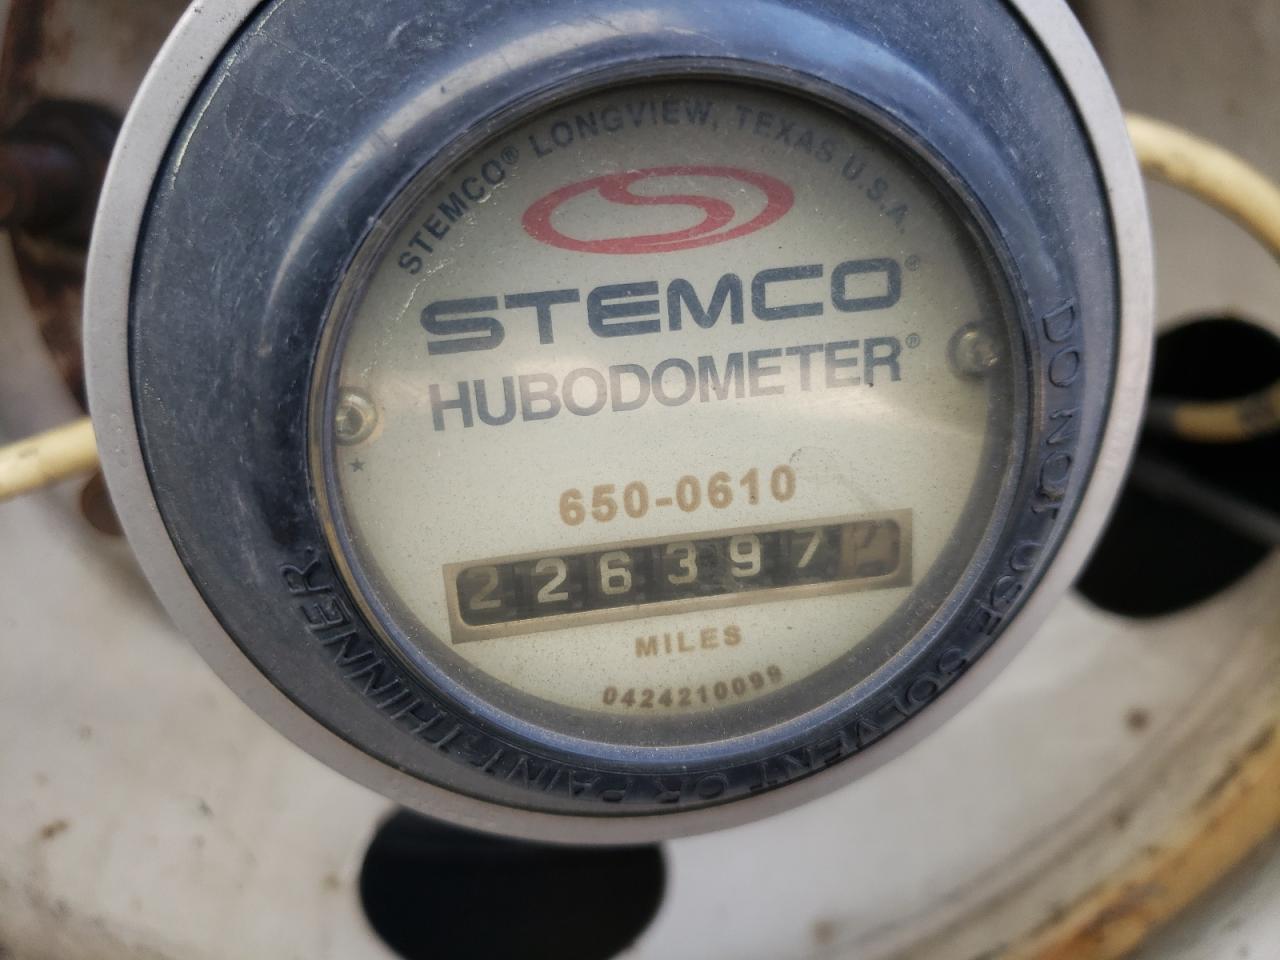 STEMCO® LONGVIEW, TEXAS U.S.A.
STEMCO®
HUBODOMETER®
650-0610
226397
MILES
0424210099
DO NOT USE SOLVENT OR PAINT THINNER.